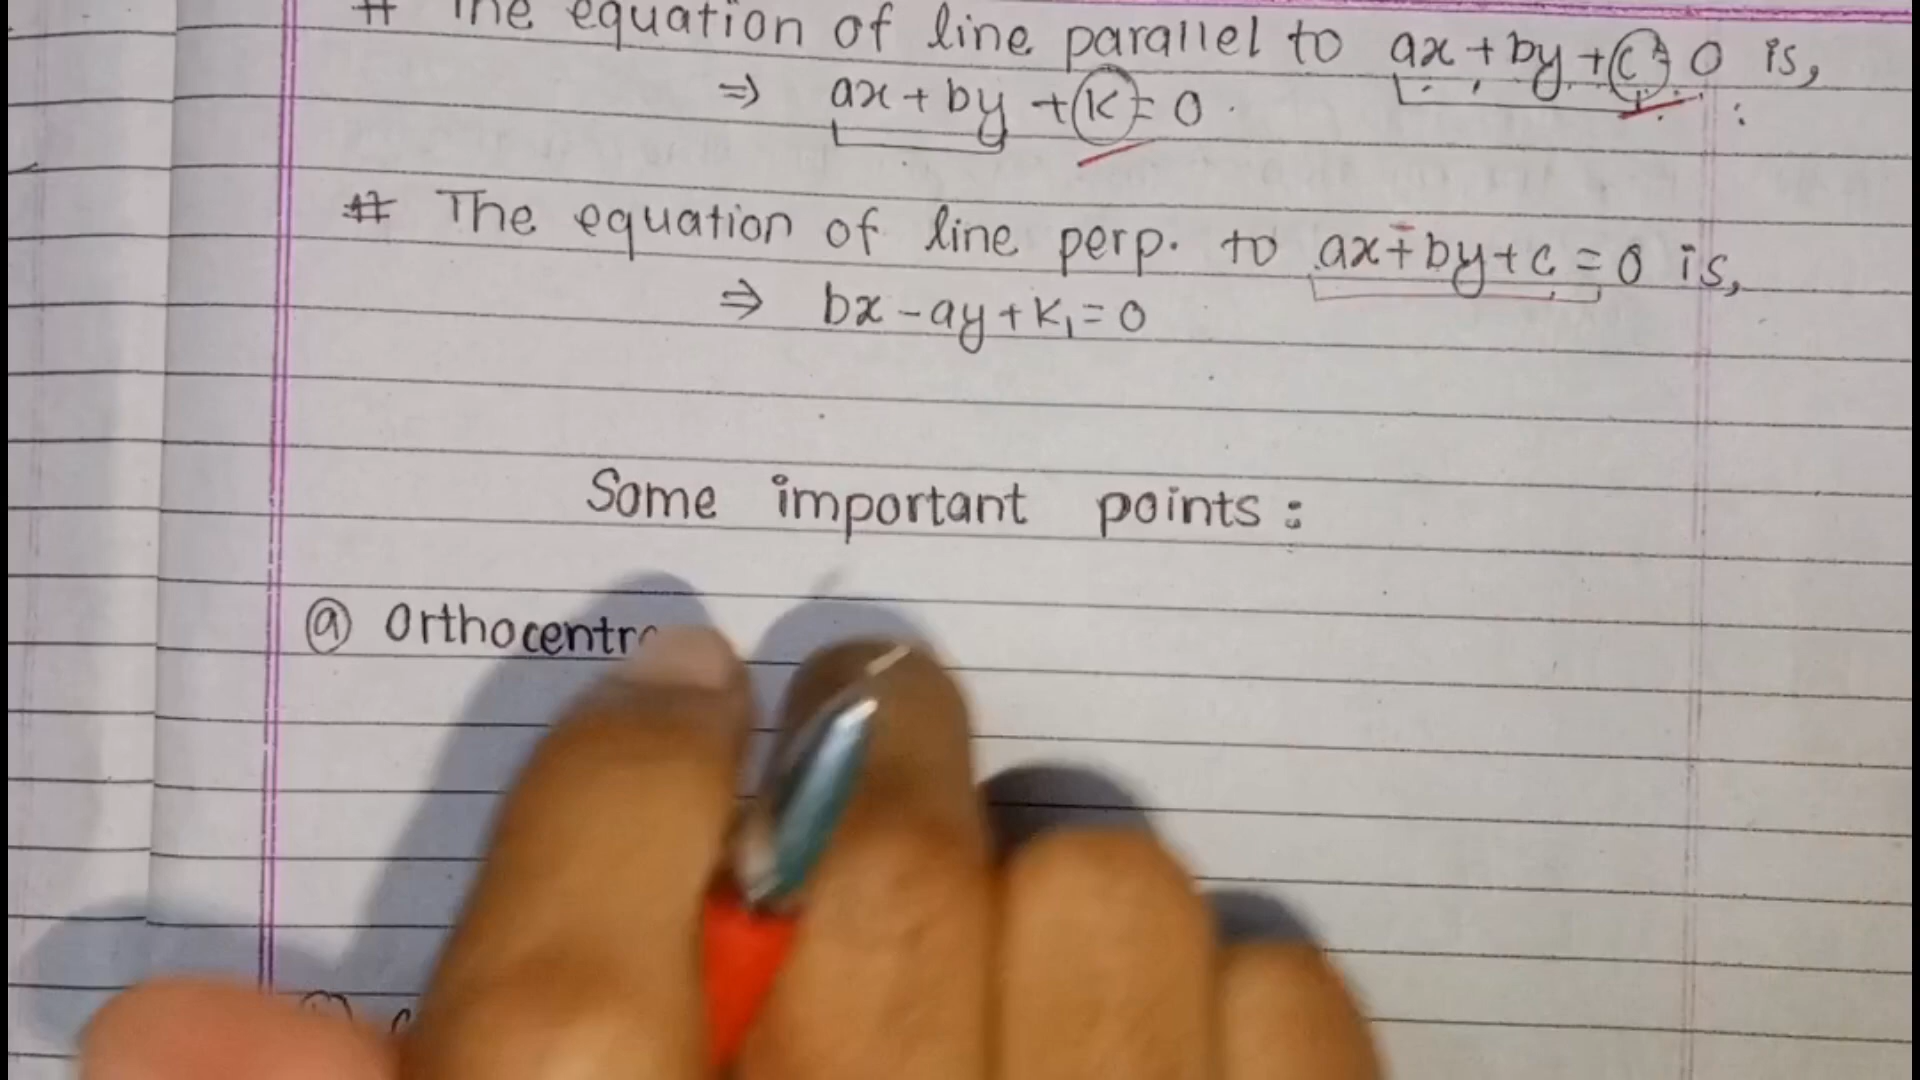 # The equation of line parallel to ax + by + c = 0 is,
⇒ ax + by + k = 0
# The equation of line perp. to ax + by + c = 0 is,
⇒ bx - ay + k₁ = 0
Some important points :
ⓐ Orthocentr